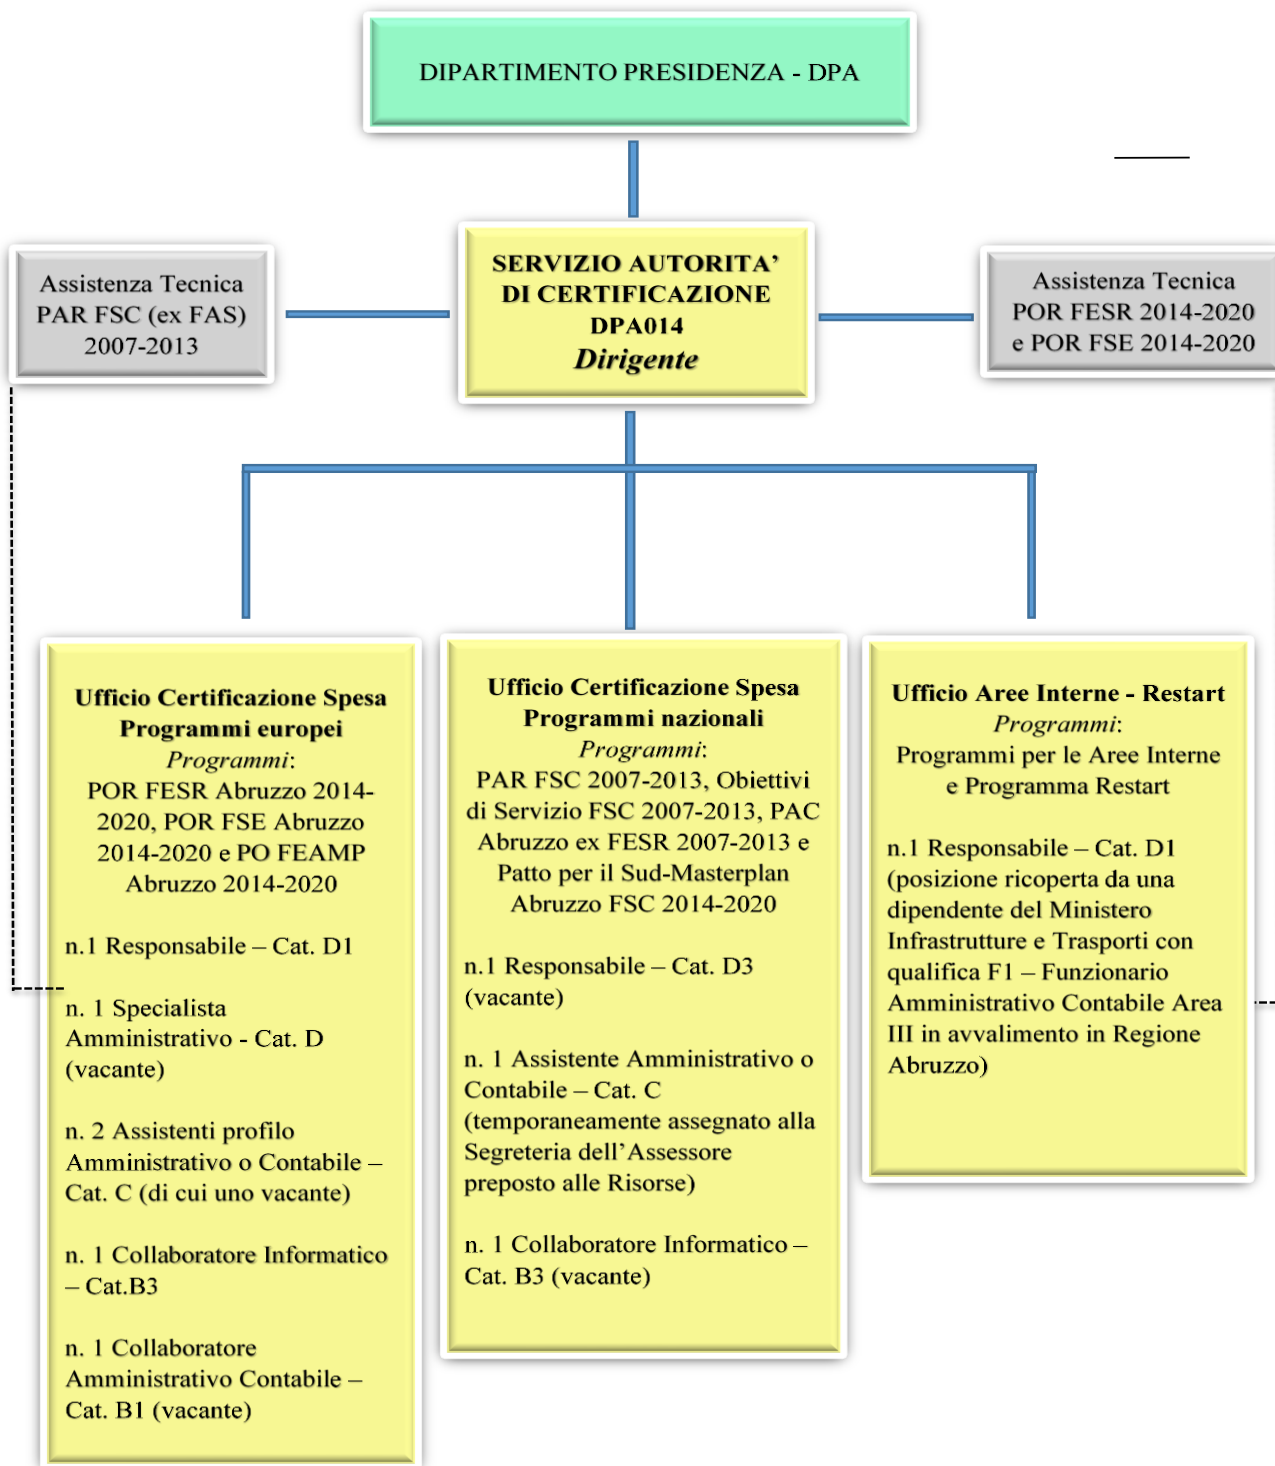 DIPARTIMENTO PRESIDENZA - DPA
Assistenza Tecnica
PAR FSC (ex FAS)
2007-2013
SERVIZIO AUTORITA’
DI CERTIFICAZIONE
DPA014
Dirigente
Assistenza Tecnica
POR FESR 2014-2020
e POR FSE 2014-2020
Ufficio Certificazione Spesa
Programmi europei
Programmi:
POR FESR Abruzzo 2014-
2020, POR FSE Abruzzo
2014-2020 e PO FEAMP
Abruzzo 2014-2020
n.1 Responsabile – Cat. D1
n. 1 Specialista
Amministrativo - Cat. D
(vacante)
n. 2 Assistenti profilo
Amministrativo o Contabile –
Cat. C (di cui uno vacante)
n. 1 Collaboratore Informatico
– Cat.B3
n. 1 Collaboratore
Amministrativo Contabile –
Cat. B1 (vacante)
Ufficio Certificazione Spesa
Programmi nazionali
Programmi:
PAR FSC 2007-2013, Obiettivi
di Servizio FSC 2007-2013, PAC
Abruzzo ex FESR 2007-2013 e
Patto per il Sud-Masterplan
Abruzzo FSC 2014-2020
n.1 Responsabile – Cat. D3
(vacante)
n. 1 Assistente Amministrativo o
Contabile – Cat. C
(temporaneamente assegnato alla
Segreteria dell’Assessore
preposto alle Risorse)
n. 1 Collaboratore Informatico –
Cat. B3 (vacante)
Ufficio Aree Interne - Restart
Programmi:
Programmi per le Aree Interne
e Programma Restart
n.1 Responsabile – Cat. D1
(posizione ricoperta da una
dipendente del Ministero
Infrastrutture e Trasporti con
qualifica F1 – Funzionario
Amministrativo Contabile Area
III in avvalimento in Regione
Abruzzo)